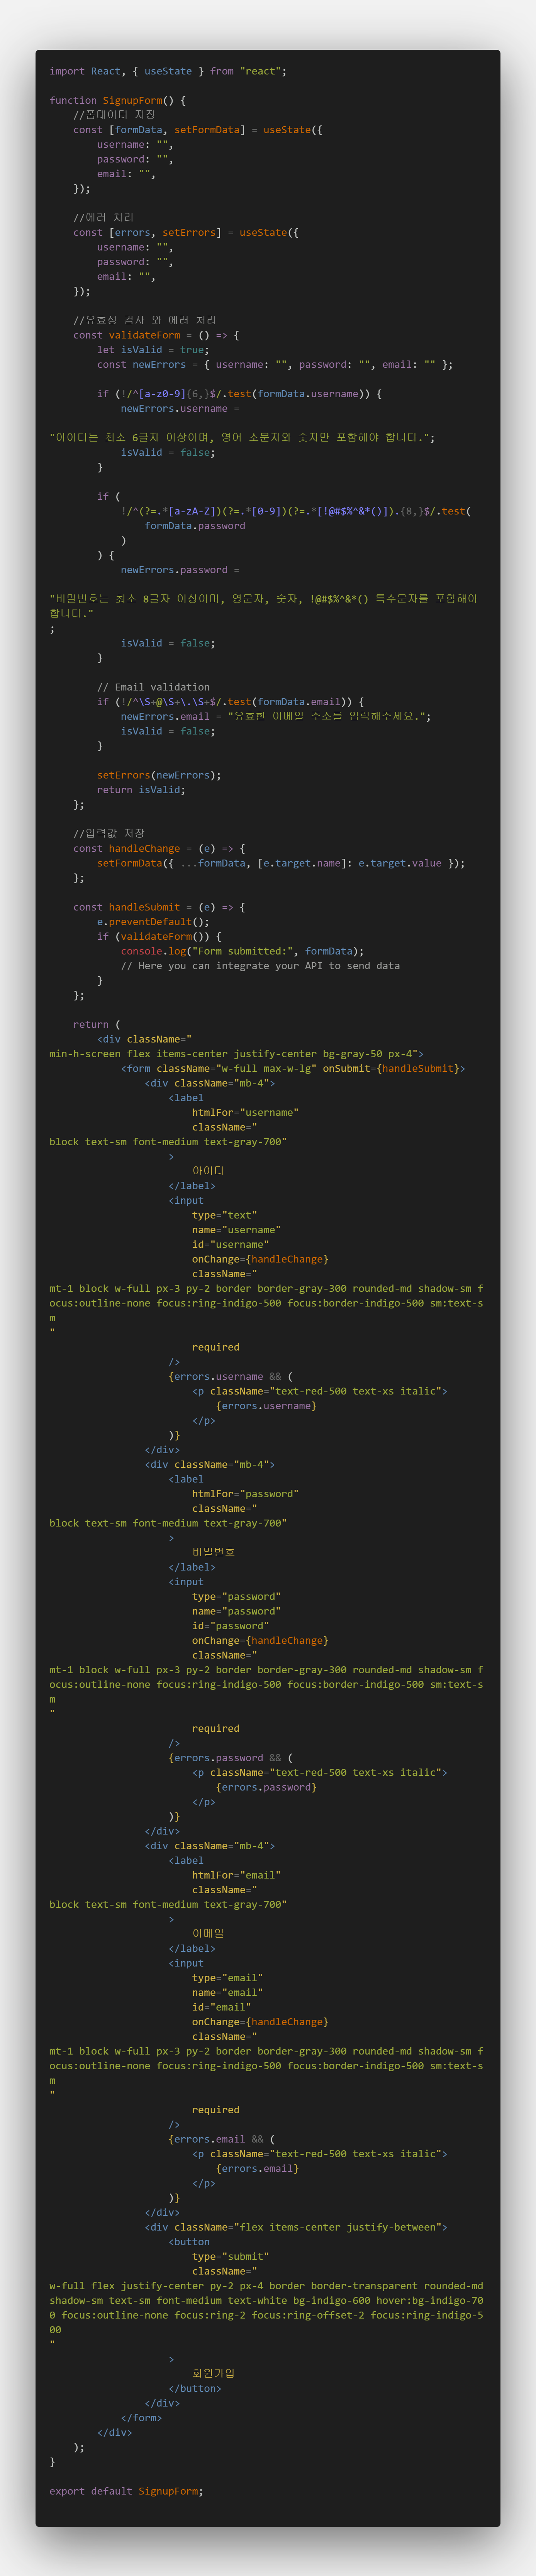 import React, { useState } from "react";
function SignupForm() {
//폼데이터 저장
const [formData, setFormData] = useState({
username: "",
password: "",
email: "",
});
//에러 처리
const [errors, setErrors] = useState({
username: "",
password: "",
email: "",
});
//유효성 검사 와 에러 처리
const validateForm = () => {
let isValid = true;
const newErrors = { username: "", password: "", email: "" };
if (!/^[a-z0-9]{6,}$/.test(formData.username)) {
newErrors.username =
"아이디는 최소 6글자 이상이며, 영어 소문자와 숫자만 포함해야 합니다.";
isValid = false;
}
if (
!/^(?=.*[a-zA-Z])(?=.*[0-9])(?=.*[!@#$%^&*()]).{8,}$/.test(
formData.password
)
) {
newErrors.password =
"비밀번호는 최소 8글자 이상이며, 영문자, 숫자, !@#$%^&*() 특수문자를 포함해야
합니다."
;
isValid = false;
}
// Email validation
if (!/^\S+@\S+\.\S+$/.test(formData.email)) {
newErrors.email = "유효한 이메일 주소를 입력해주세요.";
isValid = false;
}
setErrors(newErrors);
return isValid;
};
//입력값 저장
const handleChange = (e) => {
setFormData({ ...formData, [e.target.name]: e.target.value });
};
const handleSubmit = (e) => {
e.preventDefault();
if (validateForm()) {
console.log("Form submitted:", formData);
// Here you can integrate your API to send data
}
};
return (
<div className="
min-h-screen flex items-center justify-center bg-gray-50 px-4">
<form className="w-full max-w-lg" onSubmit={handleSubmit}>
<div className="mb-4">
<label
htmlFor="username"
className="
block text-sm font-medium text-gray-700"
>
아이디
</label>
<input
type="text"
name="username"
id="username"
onChange={handleChange}
className="
mt-1 block w-full px-3 py-2 border border-gray-300 rounded-md shadow-sm f
ocus:outline-none focus:ring-indigo-500 focus:border-indigo-500 sm:text-s
m
"
required
/>
{errors.username && (
<p className="text-red-500 text-xs italic">
{errors.username}
</p>
)}
</div>
<div className="mb-4">
<label
htmlFor="password"
className="
block text-sm font-medium text-gray-700"
>
비밀번호
</label>
<input
type="password"
name="password"
id="password"
onChange={handleChange}
className="
mt-1 block w-full px-3 py-2 border border-gray-300 rounded-md shadow-sm f
ocus:outline-none focus:ring-indigo-500 focus:border-indigo-500 sm:text-s
m
"
required
/>
{errors.password && (
<p className="text-red-500 text-xs italic">
{errors.password}
</p>
)}
</div>
<div className="mb-4">
<label
htmlFor="email"
className="
block text-sm font-medium text-gray-700"
>
이메일
</label>
<input
type="email"
name="email"
id="email"
onChange={handleChange}
className="
mt-1 block w-full px-3 py-2 border border-gray-300 rounded-md shadow-sm f
ocus:outline-none focus:ring-indigo-500 focus:border-indigo-500 sm:text-s
m
"
required
/>
{errors.email && (
<p className="text-red-500 text-xs italic">
{errors.email}
</p>
)}
</div>
<div className="flex items-center justify-between">
<button
type="submit"
className="
w-full flex justify-center py-2 px-4 border border-transparent rounded-md
shadow-sm text-sm font-medium text-white bg-indigo-600 hover:bg-indigo-70
0 focus:outline-none focus:ring-2 focus:ring-offset-2 focus:ring-indigo-5
00
"
>
회원가입
</button>
</div>
</form>
</div>
);
}
export default SignupForm;